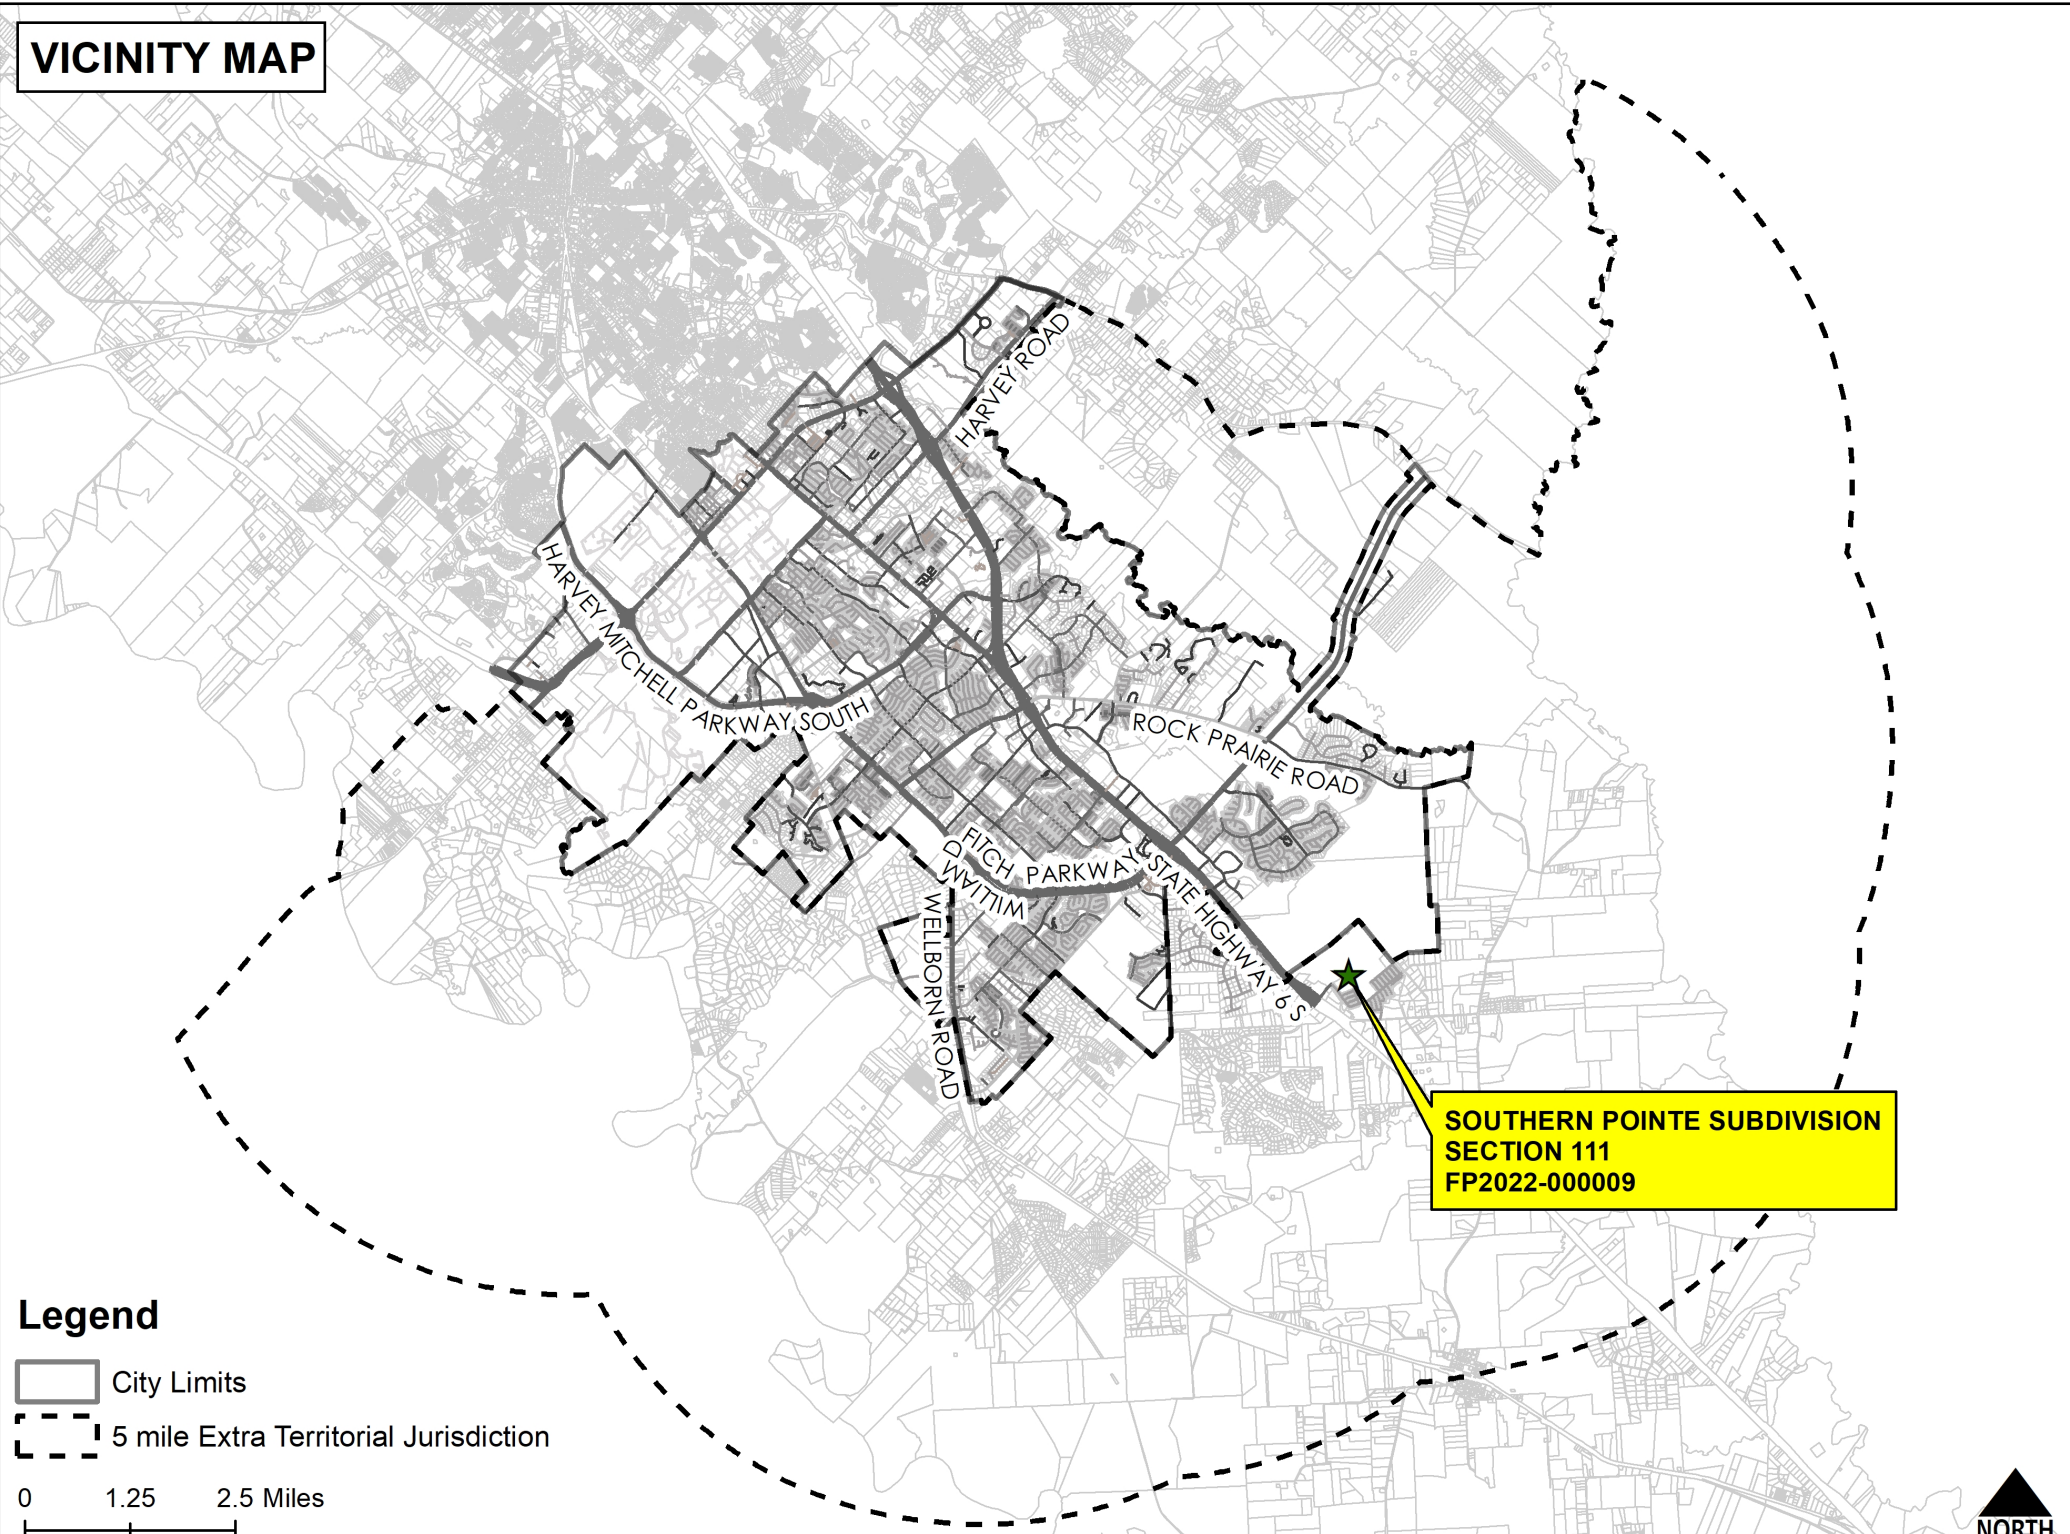 VICINITY MAP
HARVEY ROAD
HARVEY MITCHELL PARKWAY SOUTH
ROCK PRAIRIE ROAD
WILLIAM D
FITCH PARKWAY
STATE HIGHWAY 6 S
WELLBORN ROAD
SOUTHERN POINTE SUBDIVISION
SECTION 111
FP2022-000009
Legend
City Limits
5 mile Extra Territorial Jurisdiction
0 1.25 2.5 Miles
NORTH